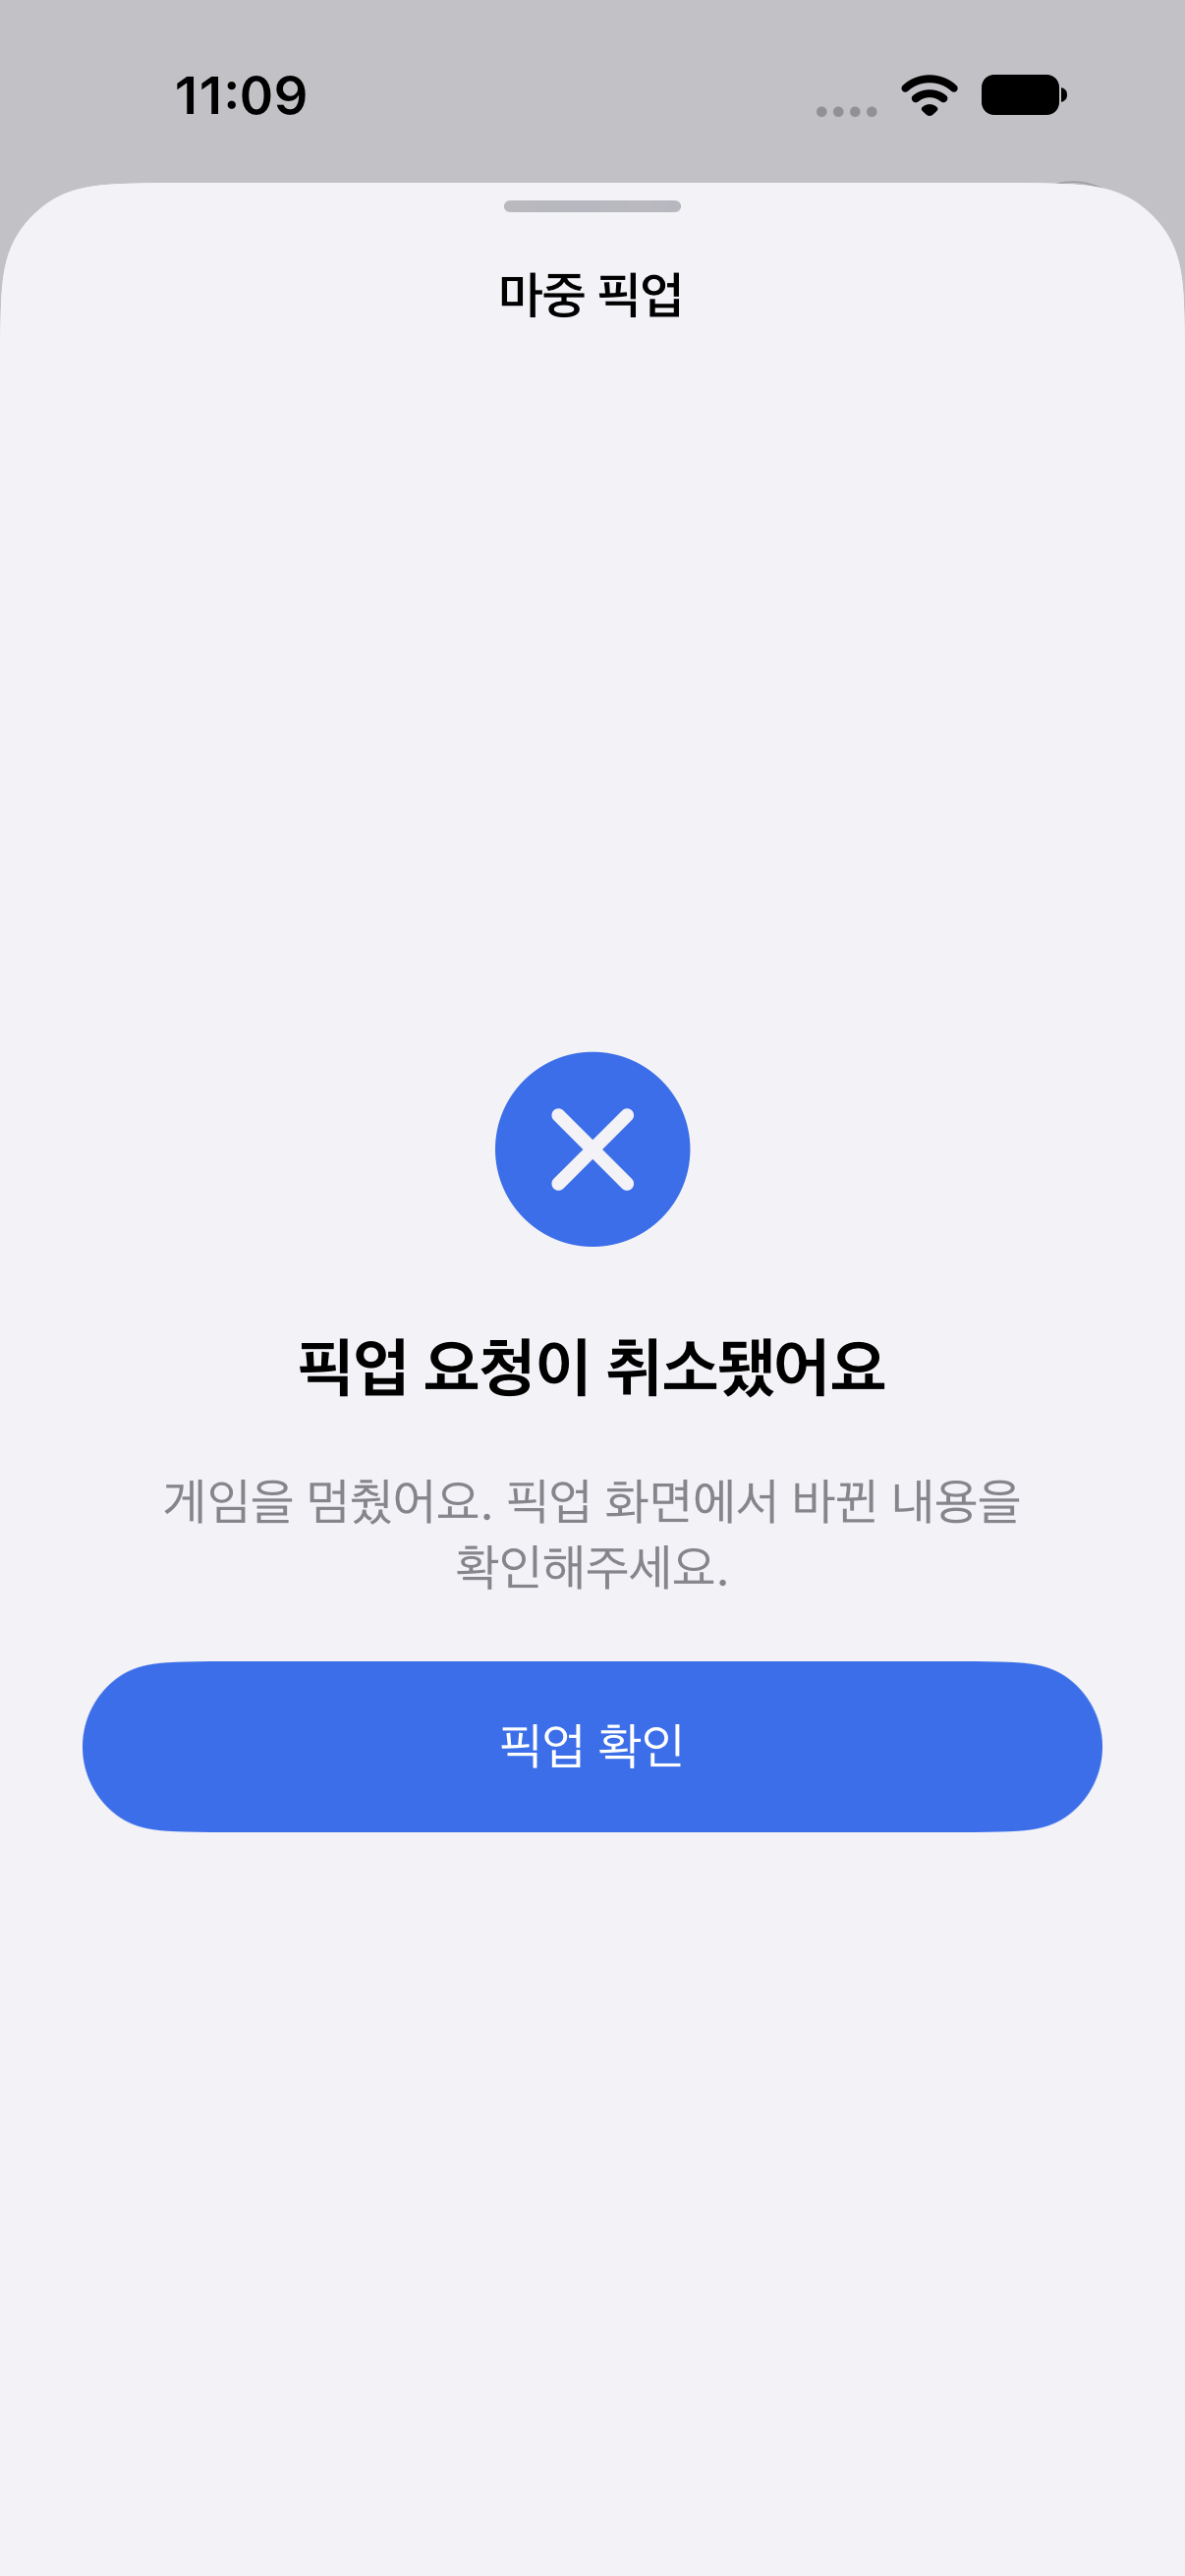 11:09
마중 픽업
픽업 요청이 취소됐어요
게임을 멈췄어요. 픽업 화면에서 바뀐 내용을
확인해주세요.
픽업 확인